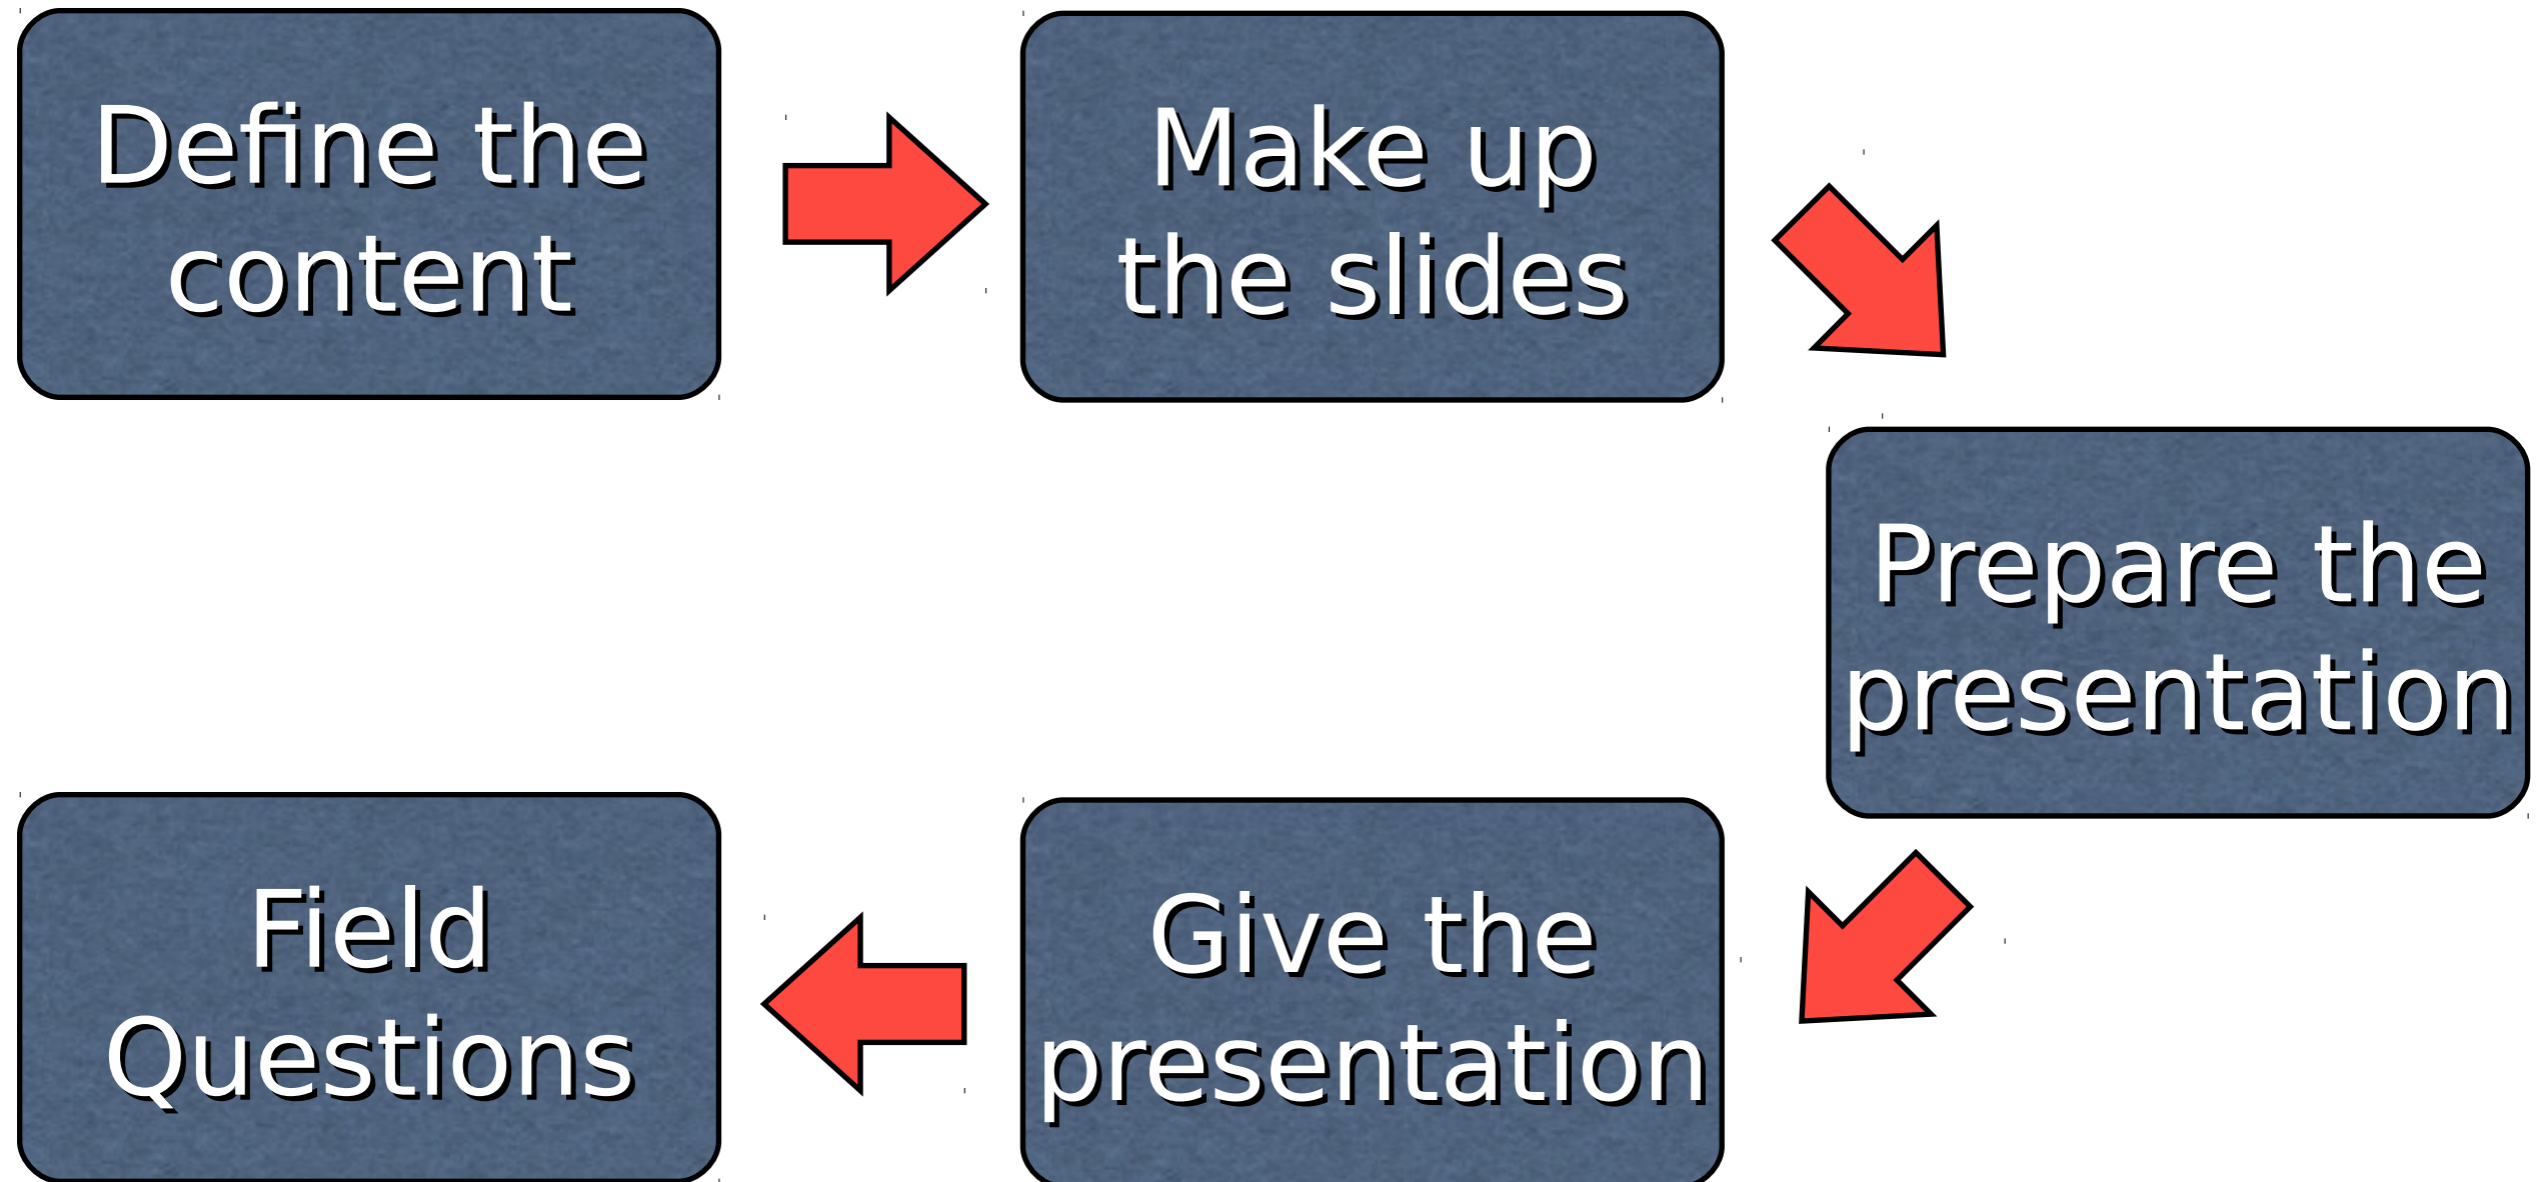 Define the
content
Make up
the slides
Prepare the
presentation
Give the
presentation
Field
Questions